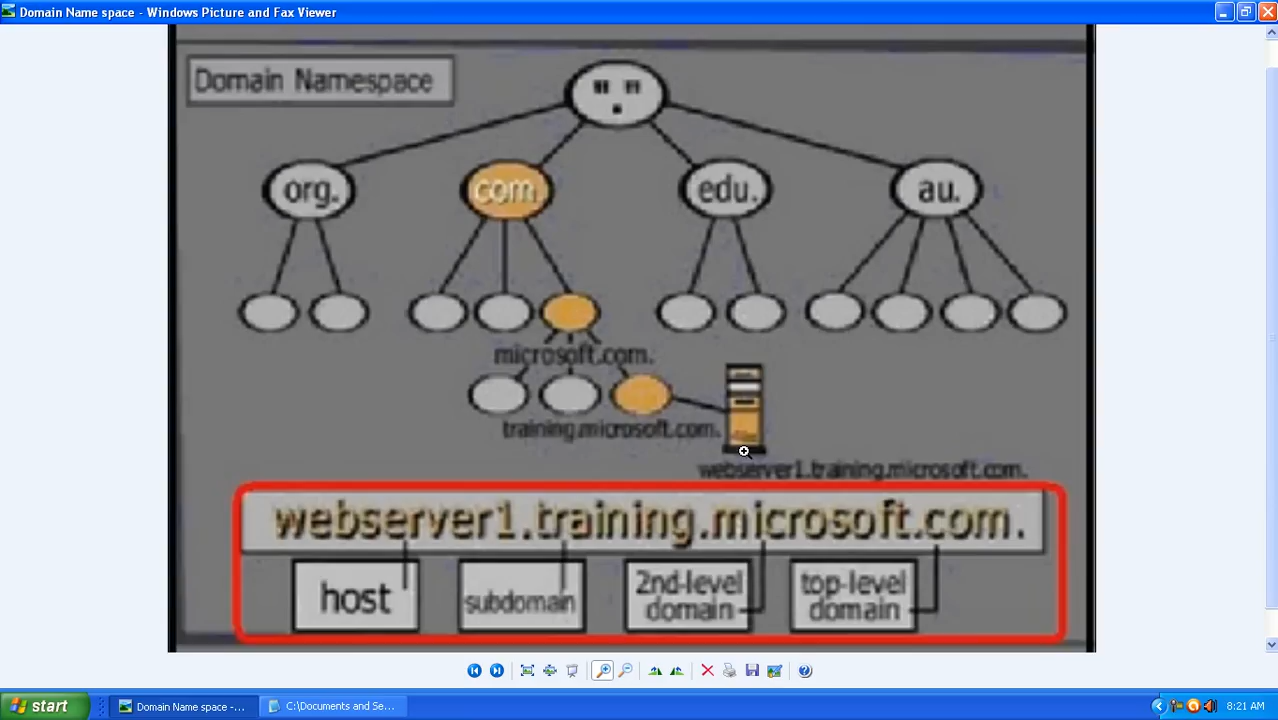 Domain Name space - Windows Picture and Fax Viewer
Domain Namespace
" "
.
org. com edu. au.
microsoft.com.
training.microsoft.com.
webserver1.training.microsoft.com.
webserver1.training.microsoft.com.
host subdomain 2nd-level domain top-level domain
start Domain Name space -... C:\Documents and Se... 8:21 AM